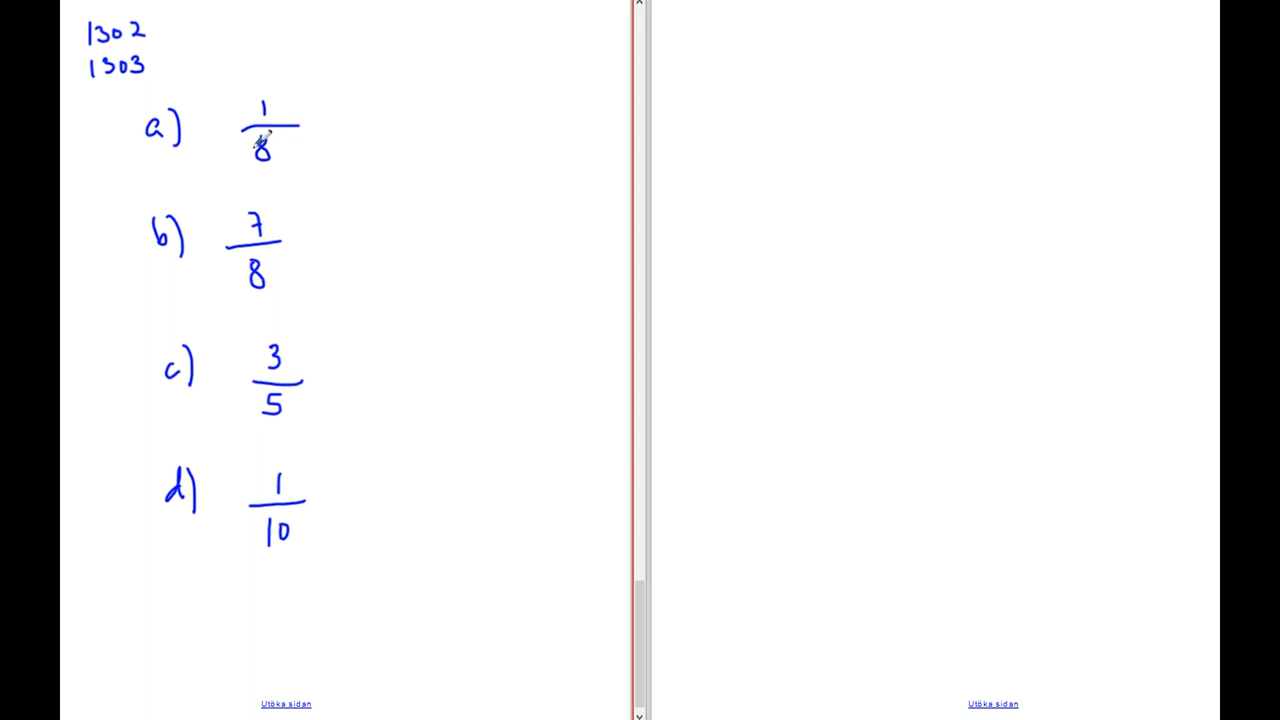 1302
1303
a) 1/8
b) 7/8
c) 3/5
d) 1/10
Utöka sidan
Utöka sidan